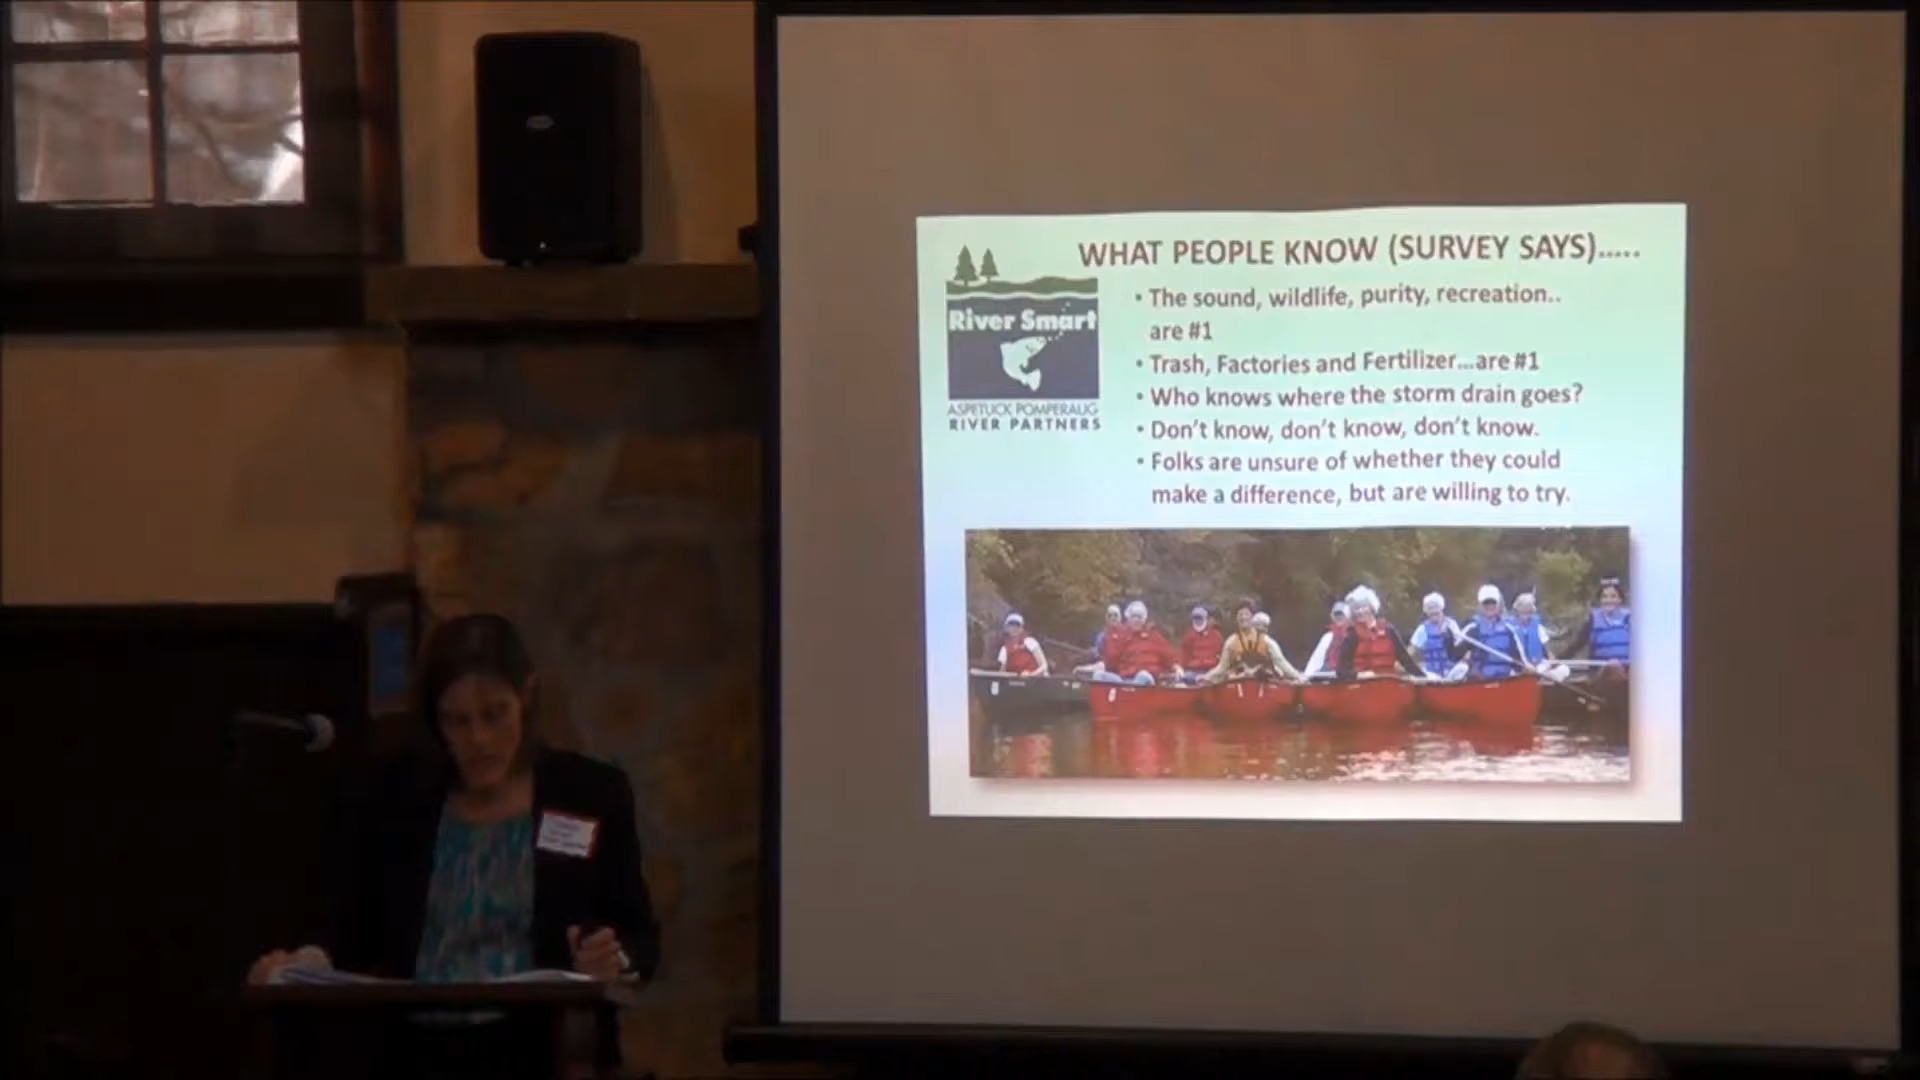 WHAT PEOPLE KNOW (SURVEY SAYS).....
• The sound, wildlife, purity, recreation..
are #1
• Trash, Factories and Fertilizer...are #1
• Who knows where the storm drain goes?
• Don't know, don't know, don't know.
• Folks are unsure of whether they could
make a difference, but are willing to try.
River Smart
ASPETUCK POMPERAUG
RIVER PARTNERS